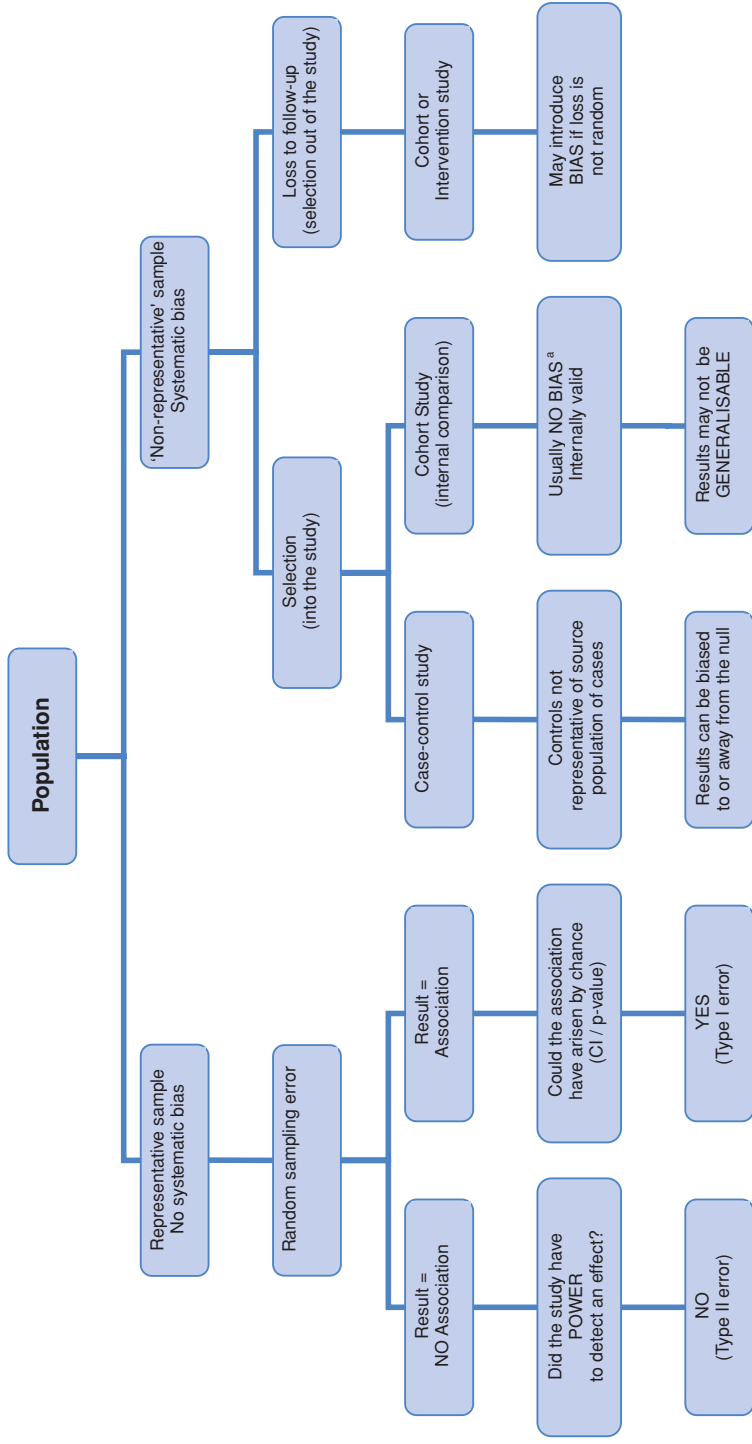 Population
Representative sample
No systematic bias
'Non-representative' sample
Systematic bias
Random sampling error
Selection
(into the study)
Loss to follow-up
(selection out of the study)
Result =
NO Association
Result =
Association
Case-control study
Cohort Study
(internal comparison)
Cohort or
Intervention study
Did the study have
POWER
to detect an effect?
Could the association
have arisen by chance
(CI / p-value)
Controls not
representative of source
population of cases
Usually NO BIAS a
Internally valid
May introduce
BIAS if loss is
not random
NO
(Type II error)
YES
(Type I error)
Results can be biased
to or away from the null
Results may not be
GENERALISABLE